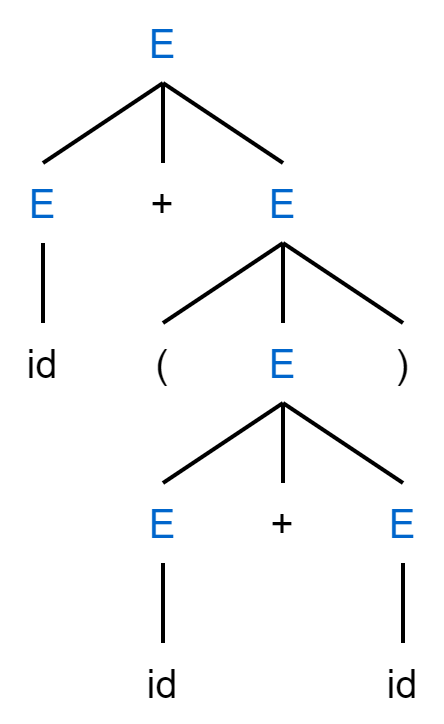 E
E + E
id ( E )
E + E
id id